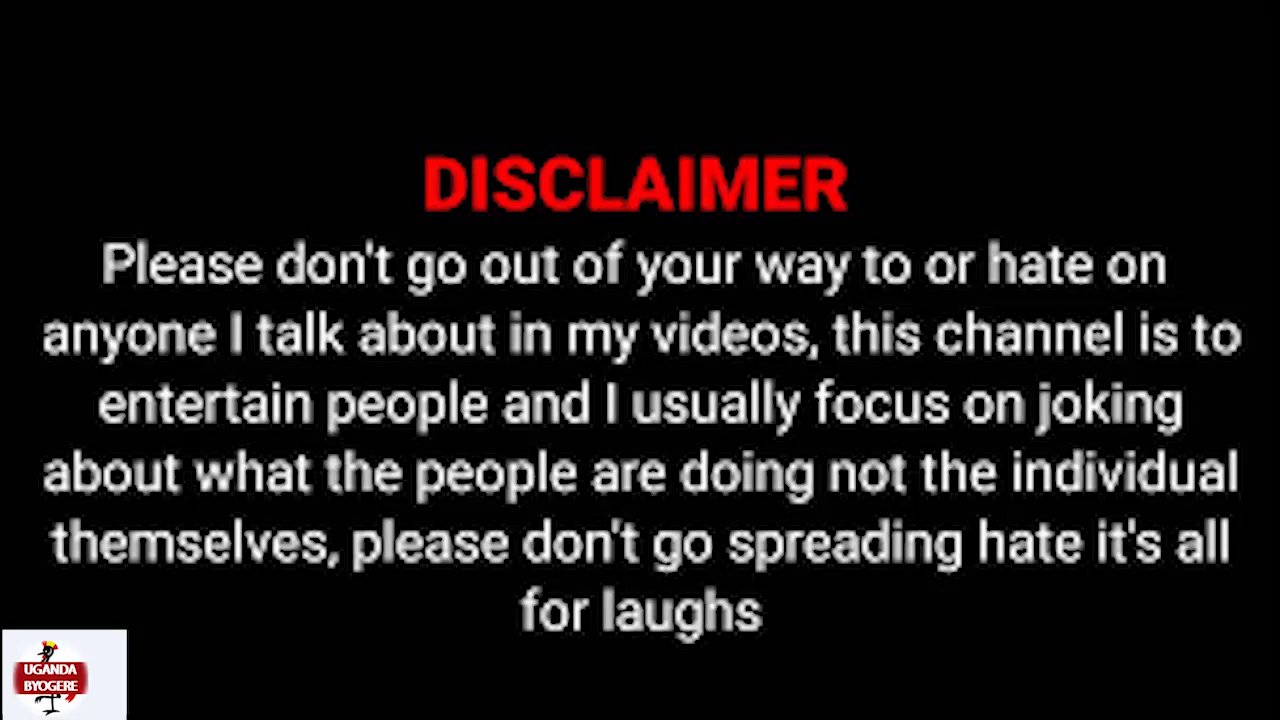 DISCLAIMER
Please don't go out of your way to or hate on
anyone I talk about in my videos, this channel is to
entertain people and I usually focus on joking
about what the people are doing not the individual
themselves, please don't go spreading hate it's all
for laughs
UGANDA
BYOGERE